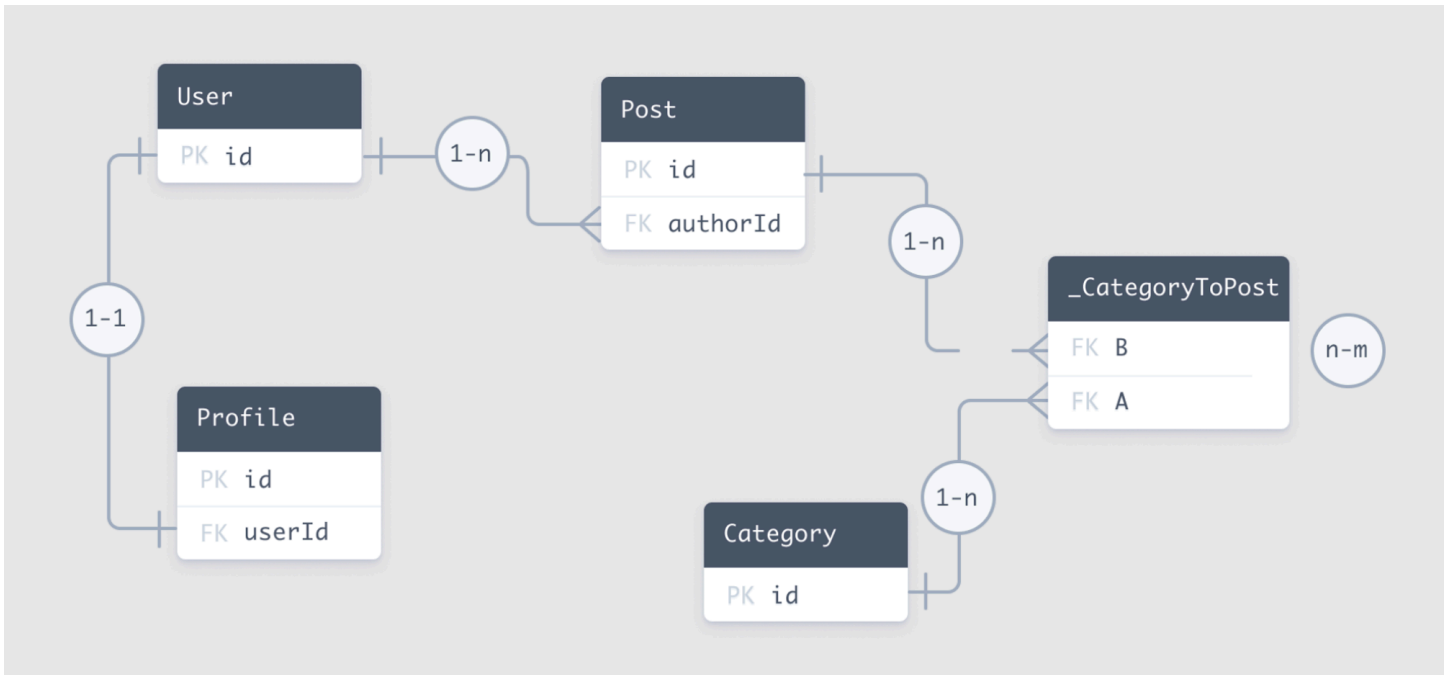 User
PK id
1-n
Post
PK id
FK authorId
1-n
_CategoryToPost
FK B
FK A
n-m
1-1
Profile
PK id
FK userId
1-n
Category
PK id